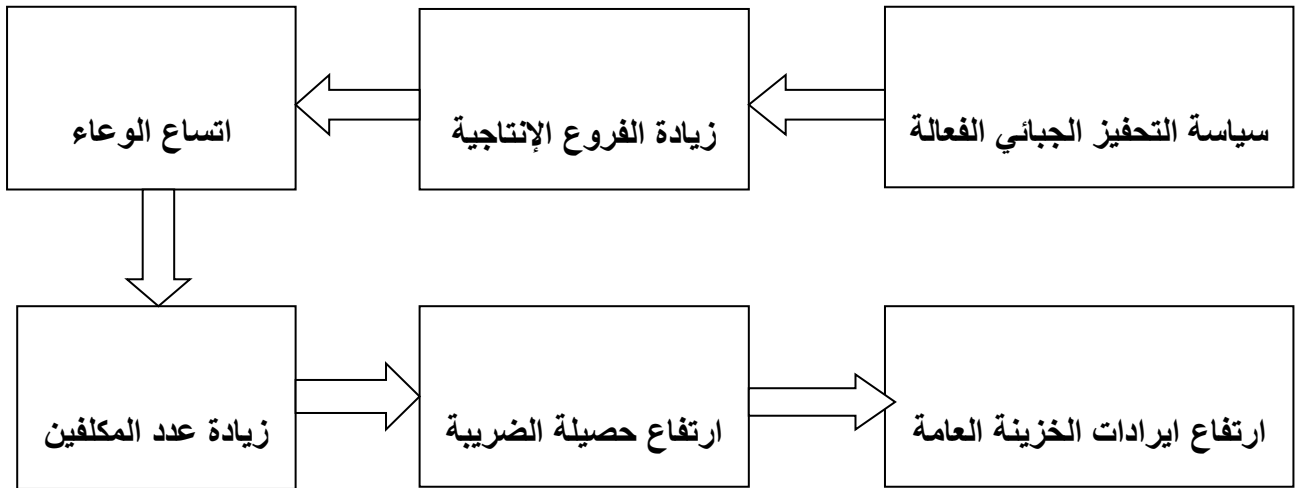 سياسة التحفيز الجبائي الفعالة
زيادة الفروع الإنتاجية
اتساع الوعاء
زيادة عدد المكلفين
ارتفاع حصيلة الضريبة
ارتفاع ايرادات الخزينة العامة